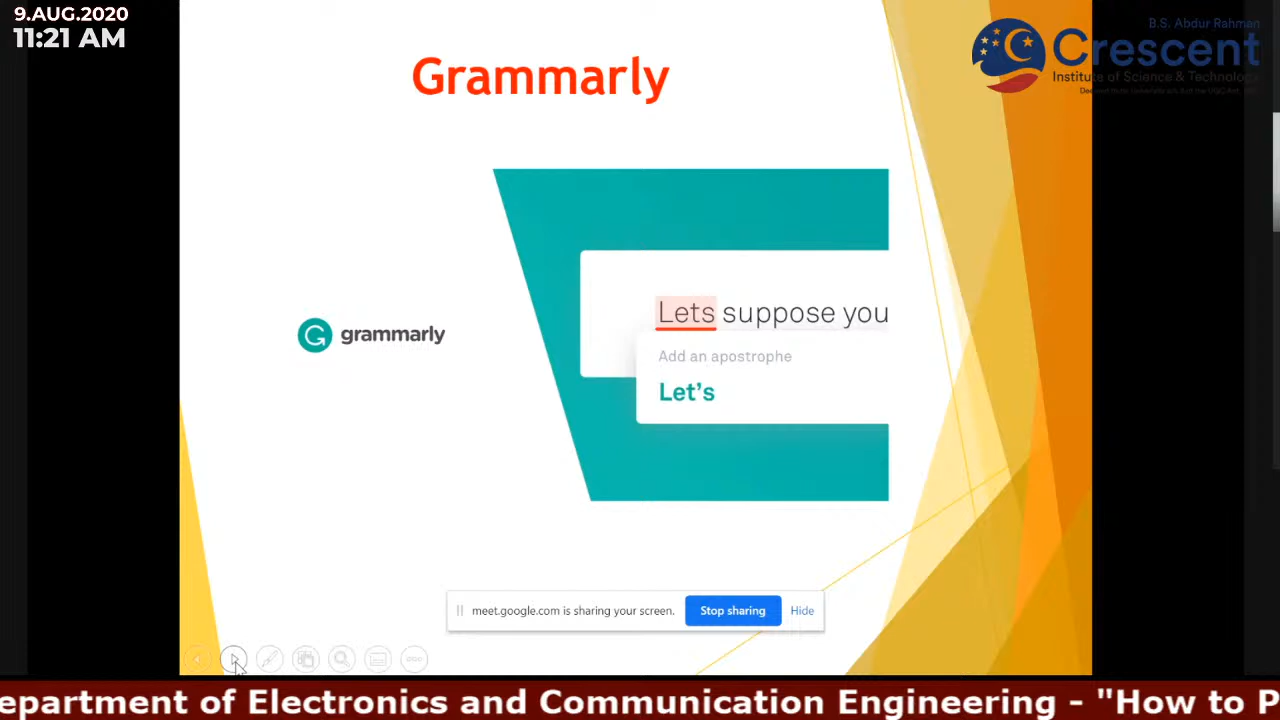 9.AUG.2020
11:21 AM
B.S. Abdur Rahman
Crescent
Institute of Science & Technology
Grammarly
grammarly
Lets suppose you
Add an apostrophe
Let's
meet.google.com is sharing your screen.
Stop sharing
Hide
epartment of Electronics and Communication Engineering - "How to P